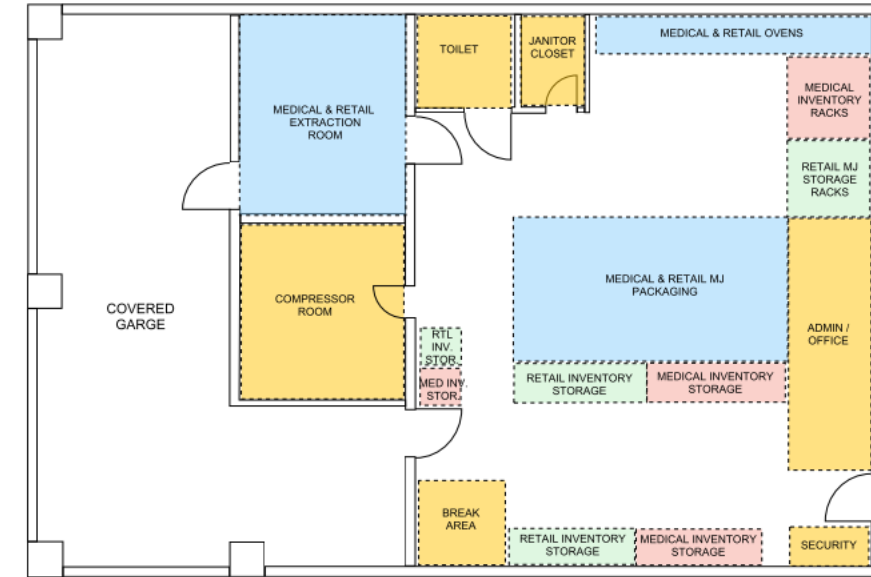 MEDICAL & RETAIL OVENS
TOILET
JANITOR
CLOSET
MEDICAL
INVENTORY
RACKS
MEDICAL & RETAIL
EXTRACTION
ROOM
RETAIL MJ
STORAGE
RACKS
MEDICAL & RETAIL MJ
PACKAGING
COMPRESSOR
ROOM
COVERED
GARGE
ADMIN /
OFFICE
RTL
INV.
STOR.
MED INV.
STOR.
RETAIL INVENTORY
STORAGE
MEDICAL INVENTORY
STORAGE
BREAK
AREA
RETAIL INVENTORY
STORAGE
MEDICAL INVENTORY
STORAGE
SECURITY